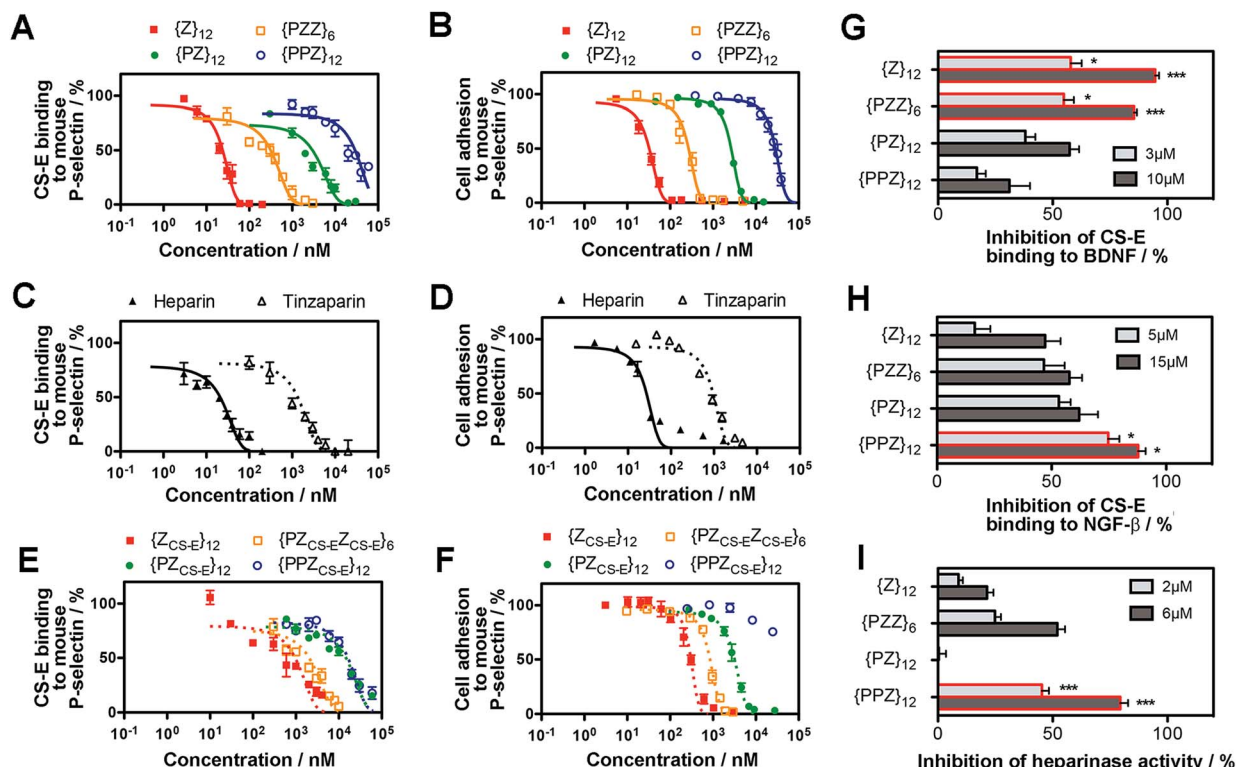 A
{Z}12 {PZZ}6
{PZ}12 {PPZ}12
CS-E binding
to mouse
P-selectin / %
100
50
0
10-1 100 101 102 103 104 105
Concentration / nM
B
{Z}12 {PZZ}6
{PZ}12 {PPZ}12
Cell adhesion
to mouse
P-selectin / %
100
50
0
10-1 100 101 102 103 104 105
Concentration / nM
C
Heparin Tinzaparin
CS-E binding
to mouse
P-selectin / %
100
50
0
10-1 100 101 102 103 104 105
Concentration / nM
D
Heparin Tinzaparin
Cell adhesion
to mouse
P-selectin / %
100
50
0
10-1 100 101 102 103 104 105
Concentration / nM
E
{ZCS-E}12 {PZCS-EZCS-E}6
{PZCS-E}12 {PPZCS-E}12
CS-E binding
to mouse
P-selectin / %
100
50
0
10-1 100 101 102 103 104 105
Concentration / nM
F
{ZCS-E}12 {PZCS-EZCS-E}6
{PZCS-E}12 {PPZCS-E}12
Cell adhesion
to mouse
P-selectin / %
100
50
0
10-1 100 101 102 103 104 105
Concentration / nM
G
{Z}12 * ***
{PZZ}6 * ***
{PZ}12
{PPZ}12
3µM
10µM
0 50 100
Inhibition of CS-E
binding to BDNF / %
H
{Z}12
{PZZ}6
{PZ}12
{PPZ}12 * *
5µM
15µM
0 50 100
Inhibition of CS-E
binding to NGF-β / %
I
{Z}12
{PZZ}6
{PZ}12
{PPZ}12 *** ***
2µM
6µM
0 50 100
Inhibition of heparinase activity / %